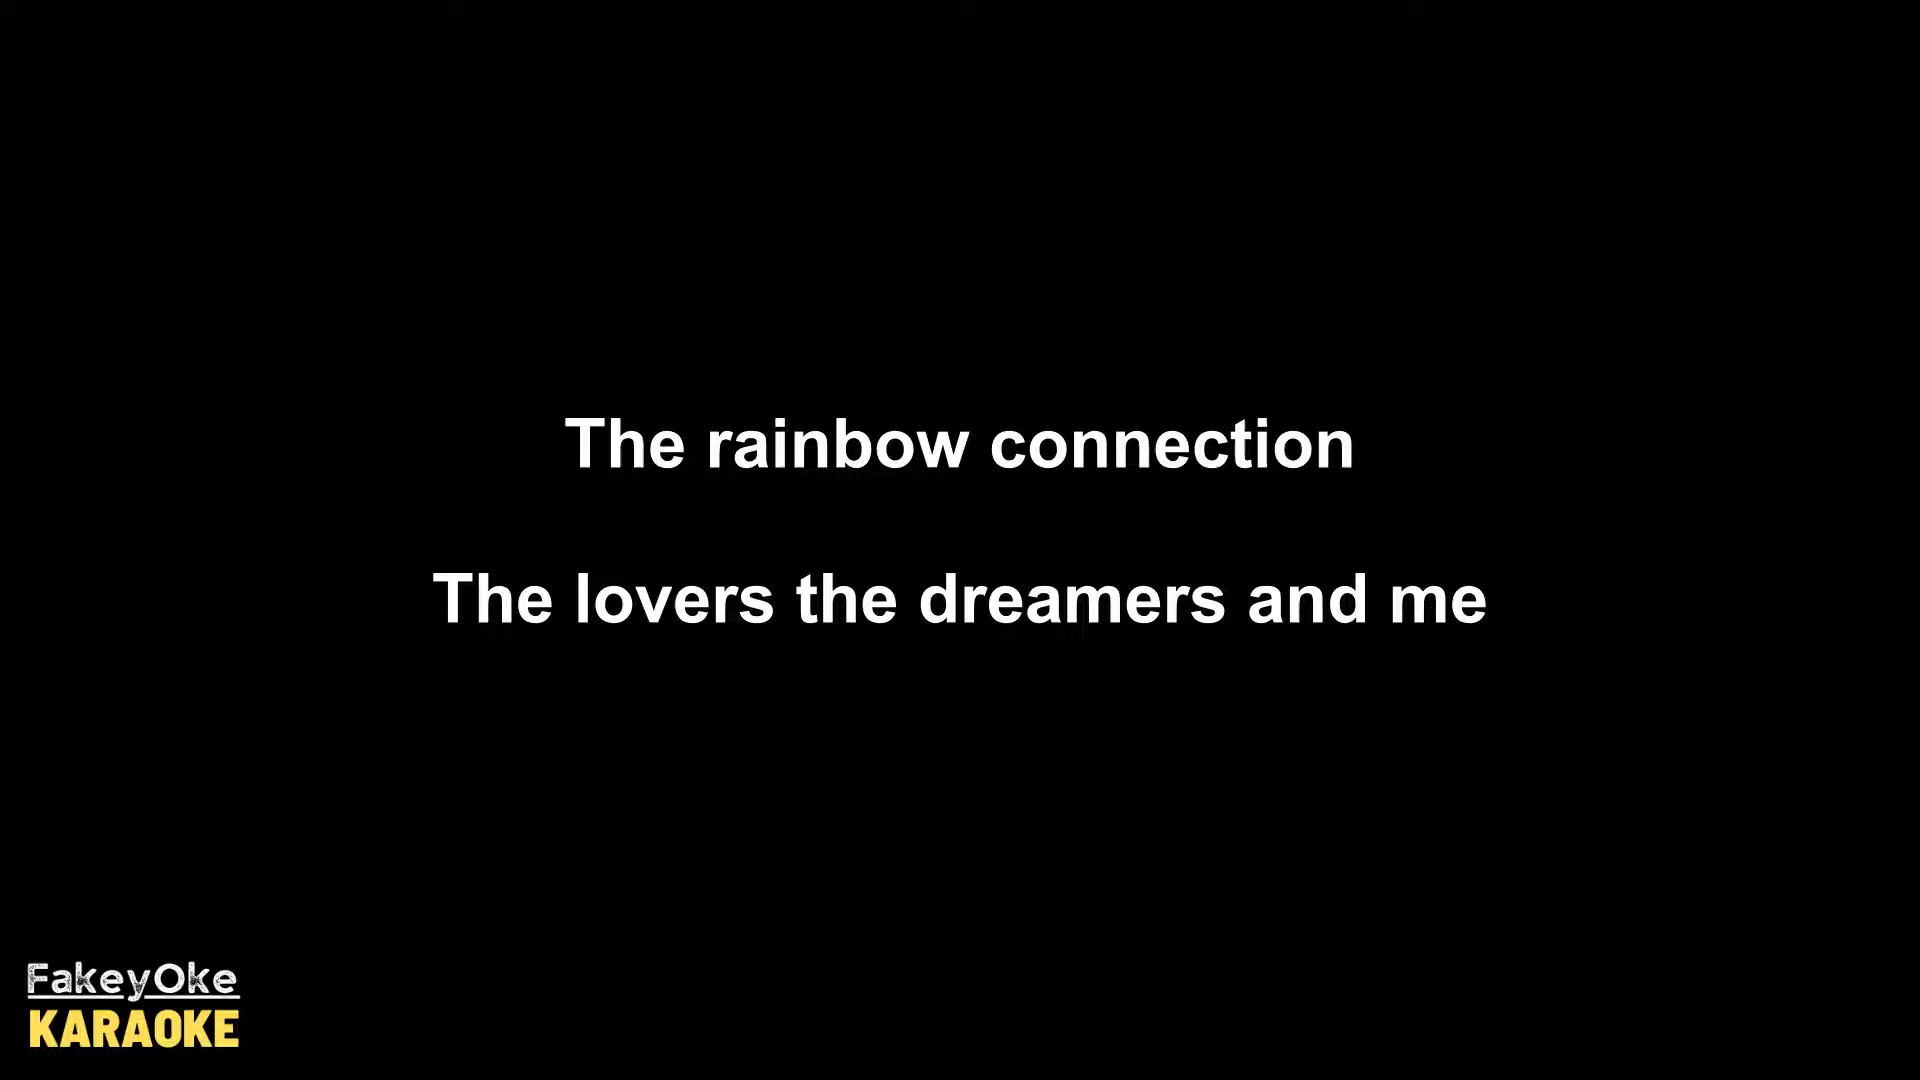 The rainbow connection
The lovers the dreamers and me
FakeyOke
KARAOKE